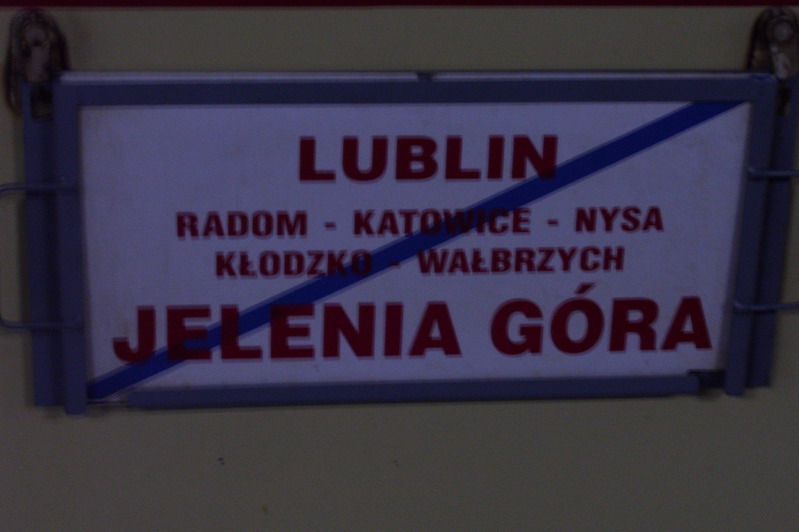 LUBLIN
RADOM - KATOWICE - NYSA
KŁODZKO - WAŁBRZYCH
JELENIA GÓRA